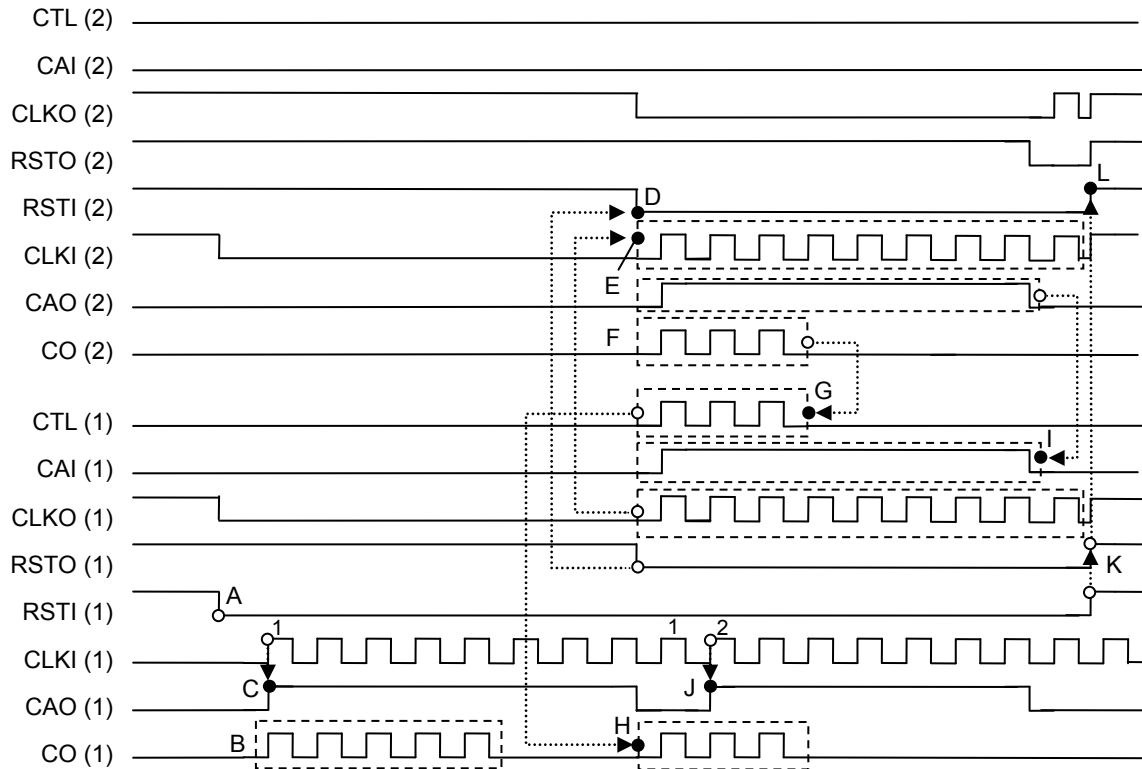 CTL (2)
CAI (2)
CLKO (2)
RSTO (2)
L
RSTI (2)
D
CLKI (2)
E
CAO (2)
CO (2)
F
G
CTL (1)
I
CAI (1)
CLKO (1)
RSTO (1)
K
RSTI (1)
A
1
1
2
CLKI (1)
CAO (1)
C
J
CO (1)
B
H